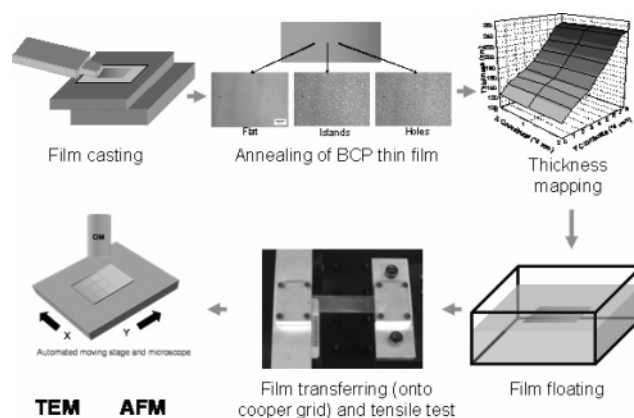 Film casting
Flat
Islands
Holes
Annealing of BCP thin film
Thickness
mapping
OM
X
Y
Automated moving stage and microscope
TEM AFM
Film transferring (onto
cooper grid) and tensile test
Film floating